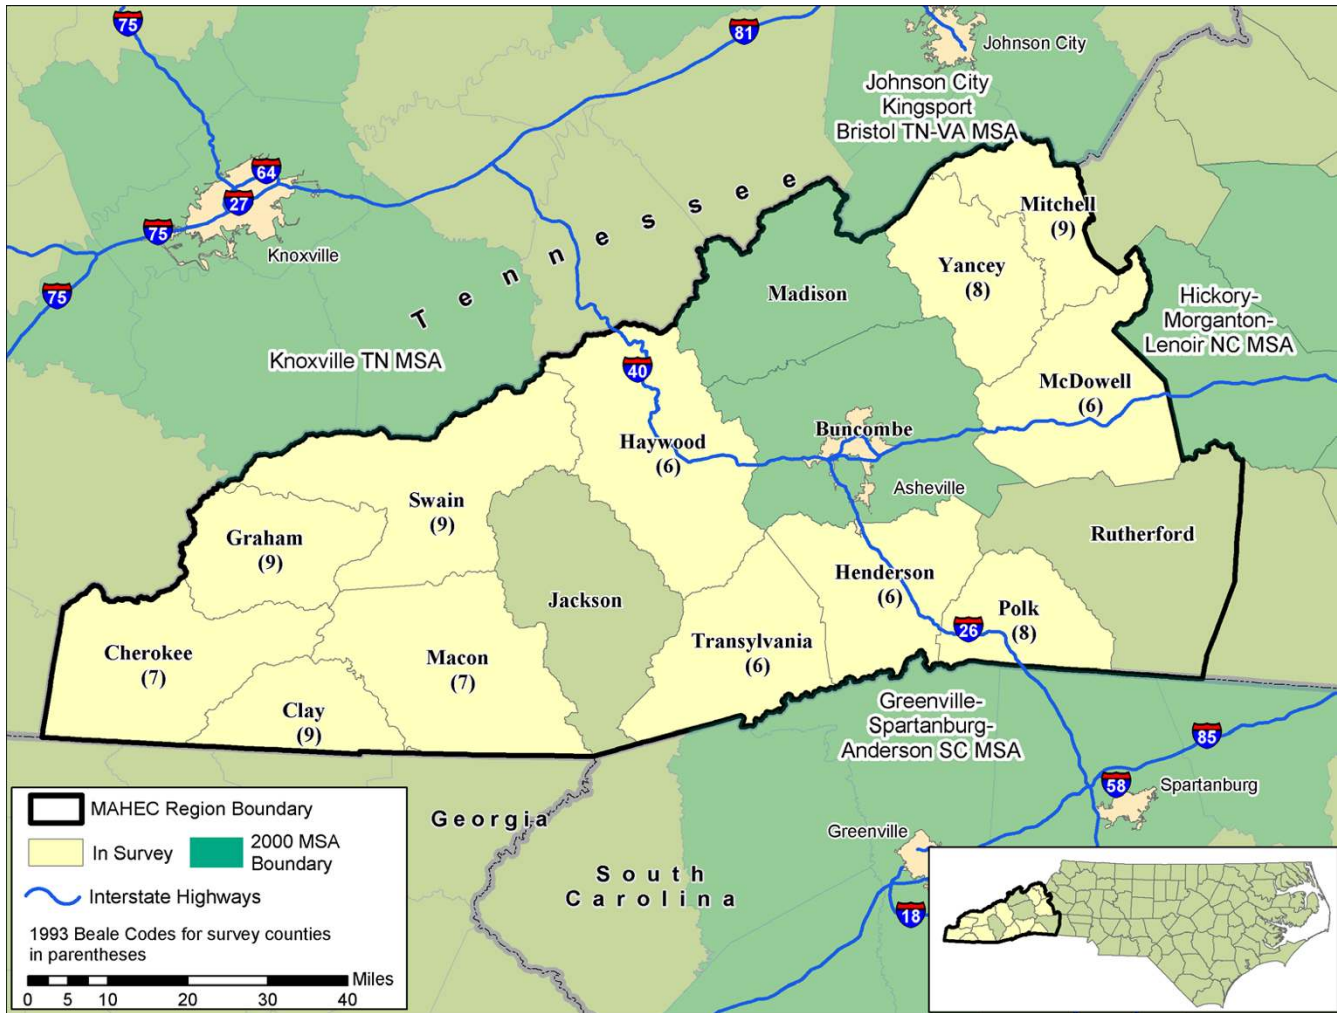 75
81
Johnson City
Johnson City
Kingsport
Bristol TN-VA MSA
64
27
75
Knoxville
75
Tennessee
Knoxville TN MSA
Mitchell
(9)
Yancey
(8)
Madison
Hickory-
Morganton-
Lenoir NC MSA
40
McDowell
(6)
Buncombe
Haywood
(6)
Asheville
Swain
(9)
Graham
(9)
Rutherford
Jackson
Henderson
(6)
Polk
(8)
26
Transylvania
(6)
Cherokee
(7)
Macon
(7)
Clay
(9)
Greenville-
Spartanburg-
Anderson SC MSA
85
58
Spartanburg
Greenville
18
Georgia
South
Carolina
MAHEC Region Boundary
In Survey
2000 MSA
Boundary
Interstate Highways
1993 Beale Codes for survey counties
in parentheses
Miles
0 5 10 20 30 40